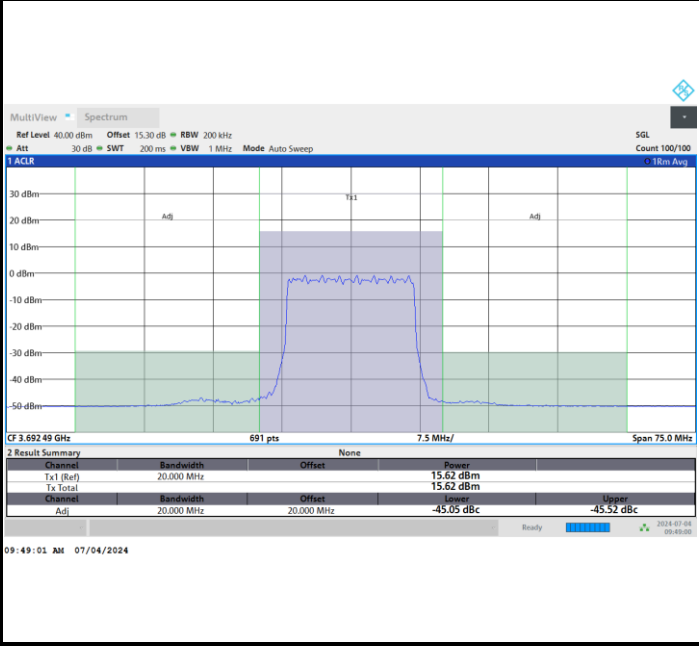 MultiView Spectrum
Ref Level 40.00 dBm Offset 15.30 dB RBW 200 kHz SGL
Att 30 dB SWT 200 ms VBW 1 MHz Mode Auto Sweep Count 100/100
1 ACLR 1Rm Avg
30 dBm
Tx1
20 dBm
Adj Adj
10 dBm
0 dBm
-10 dBm
-20 dBm
-30 dBm
-40 dBm
-50 dBm
CF 3.692 49 GHz 691 pts 7.5 MHz/ Span 75.0 MHz
2 Result Summary None
Channel Bandwidth Offset Power
Tx1 (Ref) 20.000 MHz 15.62 dBm
Tx Total 15.62 dBm
Channel Bandwidth Offset Lower Upper
Adj 20.000 MHz 20.000 MHz -45.05 dBc -45.52 dBc
Ready 2024-07-04
09:49:00
09:49:01 AM 07/04/2024